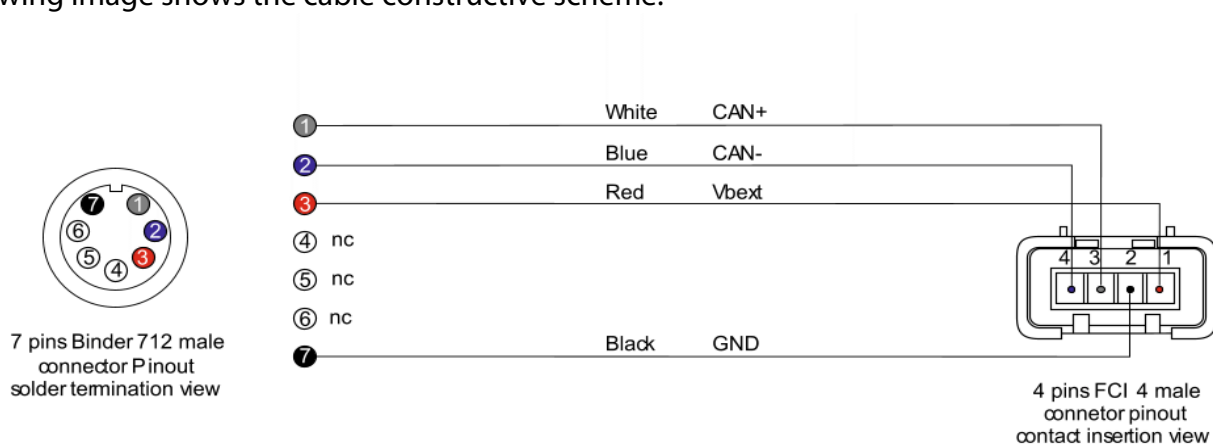 wing image shows the cable constructive scheme:
1 White CAN+
2 Blue CAN-
3 Red Vbext
4 nc
5 nc
6 nc
7 Black GND
7 1
6 2
5 4 3
7 pins Binder 712 male
connector Pinout
solder termination view
4 3 2 1
4 pins FCI 4 male
connetor pinout
contact insertion view